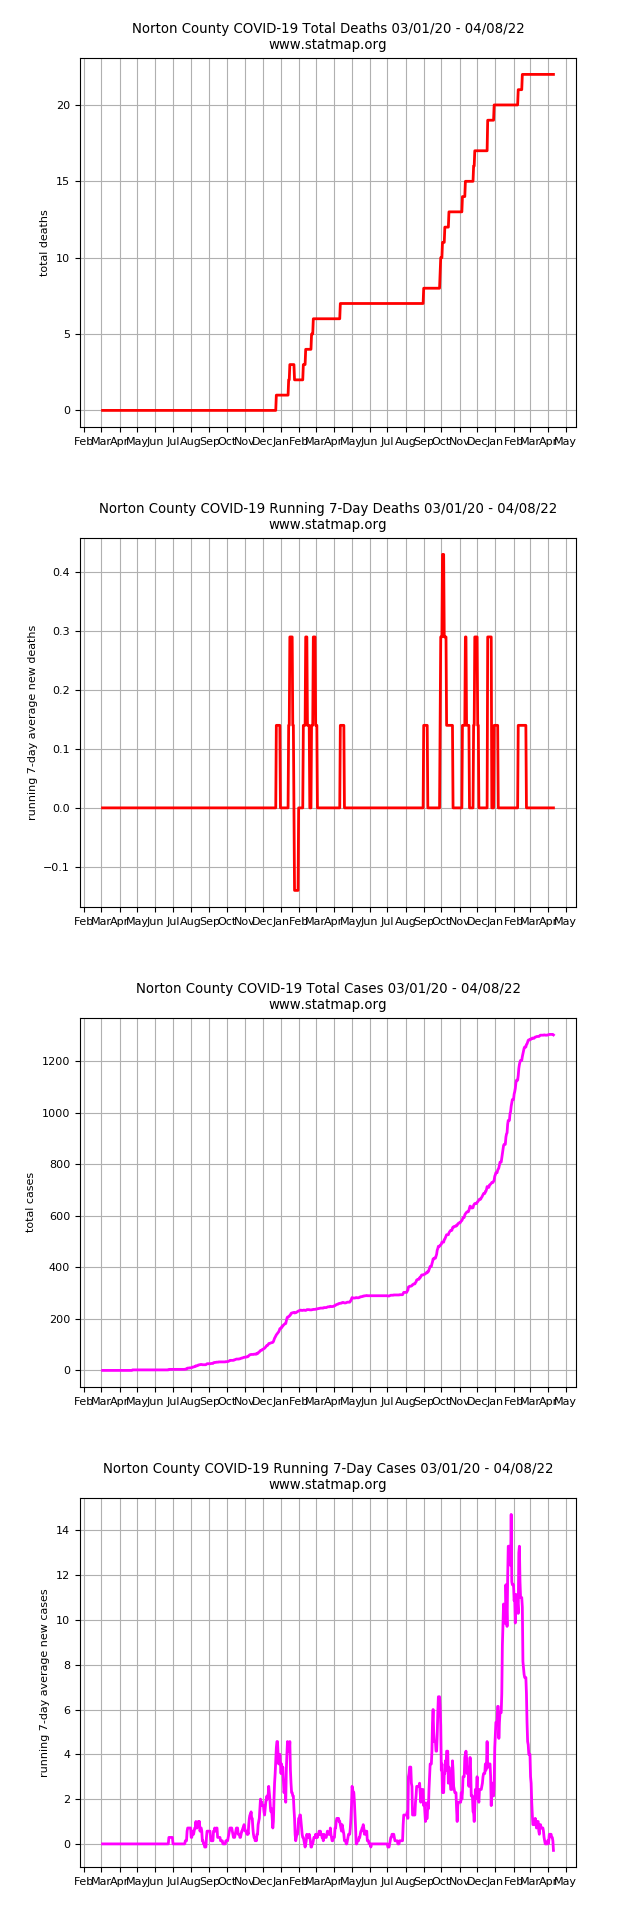 Norton County COVID-19 Total Deaths 03/01/20 - 04/08/22
www.statmap.org
20
15
10
5
0
total deaths
Feb Mar Apr May Jun Jul Aug Sep Oct Nov Dec Jan Feb Mar Apr May Jun Jul Aug Sep Oct Nov Dec Jan Feb Mar Apr May
Norton County COVID-19 Running 7-Day Deaths 03/01/20 - 04/08/22
www.statmap.org
0.4
0.3
0.2
0.1
0.0
−0.1
running 7-day average new deaths
Feb Mar Apr May Jun Jul Aug Sep Oct Nov Dec Jan Feb Mar Apr May Jun Jul Aug Sep Oct Nov Dec Jan Feb Mar Apr May
Norton County COVID-19 Total Cases 03/01/20 - 04/08/22
www.statmap.org
1200
1000
800
600
400
200
0
total cases
Feb Mar Apr May Jun Jul Aug Sep Oct Nov Dec Jan Feb Mar Apr May Jun Jul Aug Sep Oct Nov Dec Jan Feb Mar Apr May
Norton County COVID-19 Running 7-Day Cases 03/01/20 - 04/08/22
www.statmap.org
14
12
10
8
6
4
2
0
running 7-day average new cases
Feb Mar Apr May Jun Jul Aug Sep Oct Nov Dec Jan Feb Mar Apr May Jun Jul Aug Sep Oct Nov Dec Jan Feb Mar Apr May